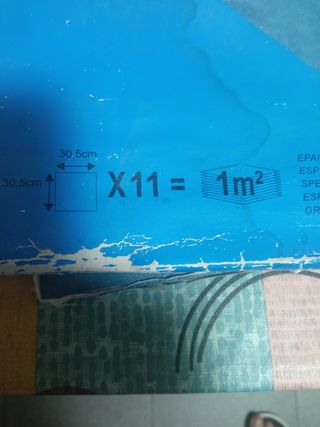 30,5cm
30,5cm X11 = 1m²
EPAI
ESP
SPE
ESP
GR